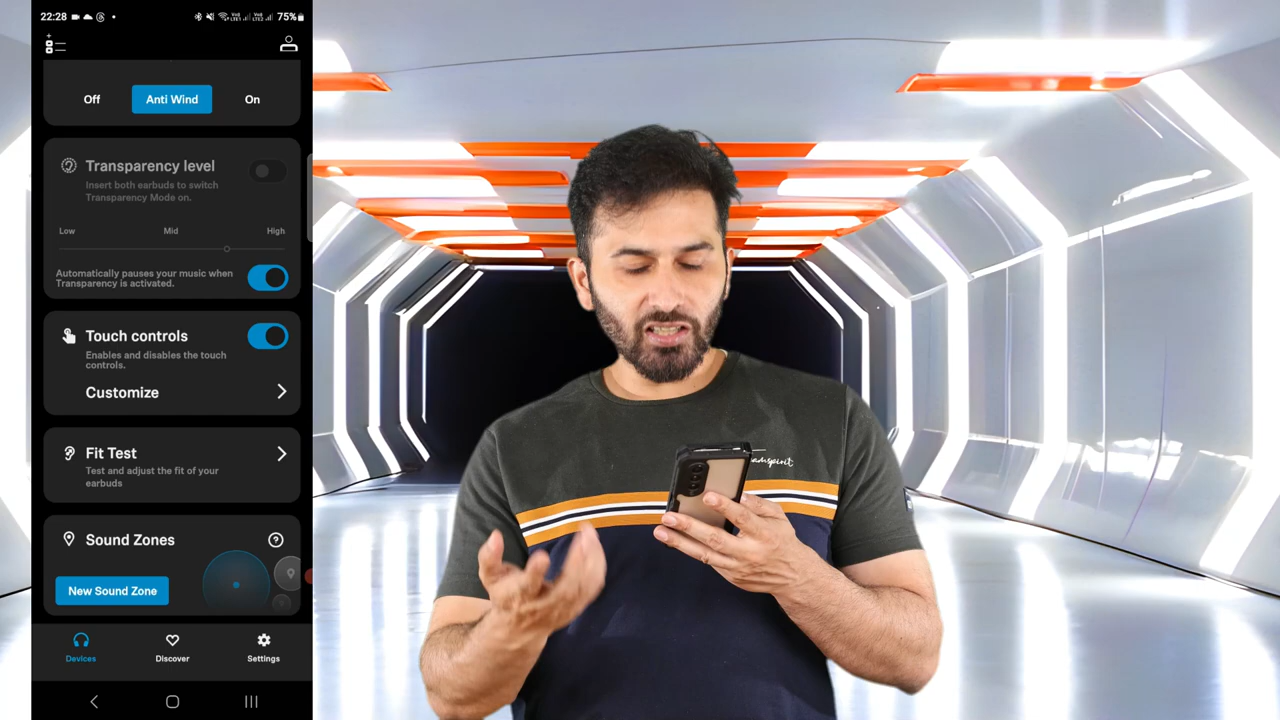 22:28 75%
Off Anti Wind On
Transparency level
Insert both earbuds to switch
Transparency Mode on.
Low Mid High
Automatically pauses your music when
Transparency is activated.
Touch controls
Enables and disables the touch
controls.
Customize
Fit Test
Test and adjust the fit of your
earbuds
Sound Zones
New Sound Zone
Devices Discover Settings